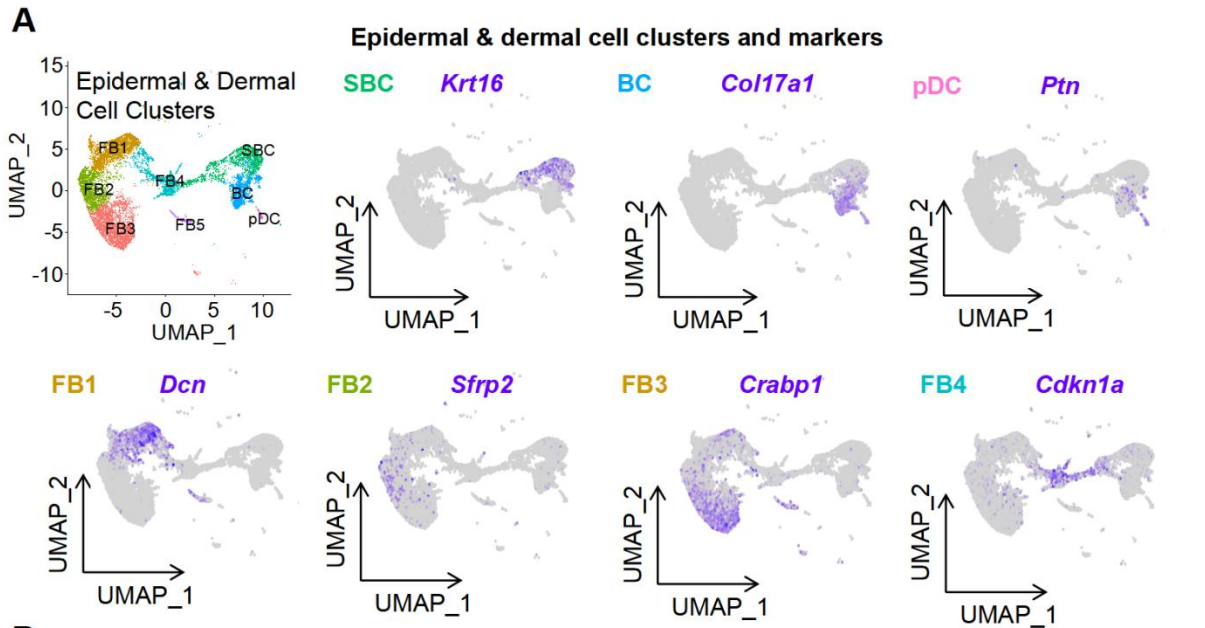 A
Epidermal & dermal cell clusters and markers
UMAP_2
15
10
5
0
-5
-10
Epidermal & Dermal
Cell Clusters
FB1
SBC
FB4
FB2
BC
FB3
FB5
pDC
-5 0 5 10
UMAP_1
SBC Krt16
UMAP_2
UMAP_1
BC Col17a1
UMAP_2
UMAP_1
pDC Ptn
UMAP_2
UMAP_1
FB1 Dcn
UMAP_2
UMAP_1
FB2 Sfrp2
UMAP_2
UMAP_1
FB3 Crabp1
UMAP_2
UMAP_1
FB4 Cdkn1a
UMAP_2
UMAP_1